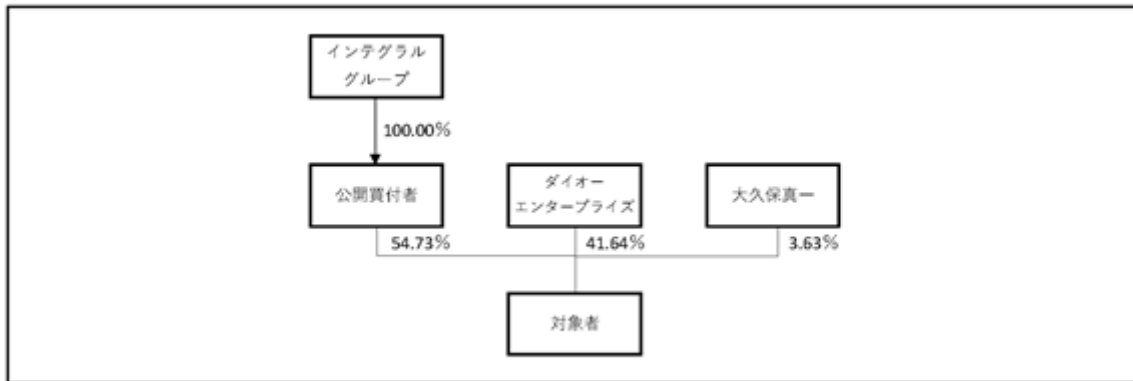 インテグラル
グループ
100.00%
公開買付者
ダイオー
エンタープライズ
大久保真一
54.73%
41.64%
3.63%
対象者